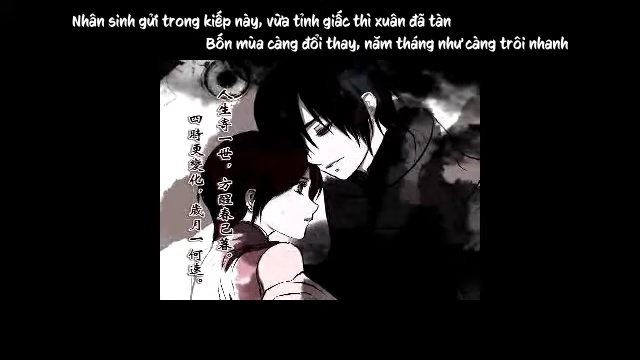 Nhân sinh gửi trong kiếp này, vừa tỉnh giấc thì xuân đã tàn
Bốn mùa càng đổi thay, năm tháng như càng trôi nhanh
人生寄一世，方醒春已暮。
四時更變化，歲月一何速。